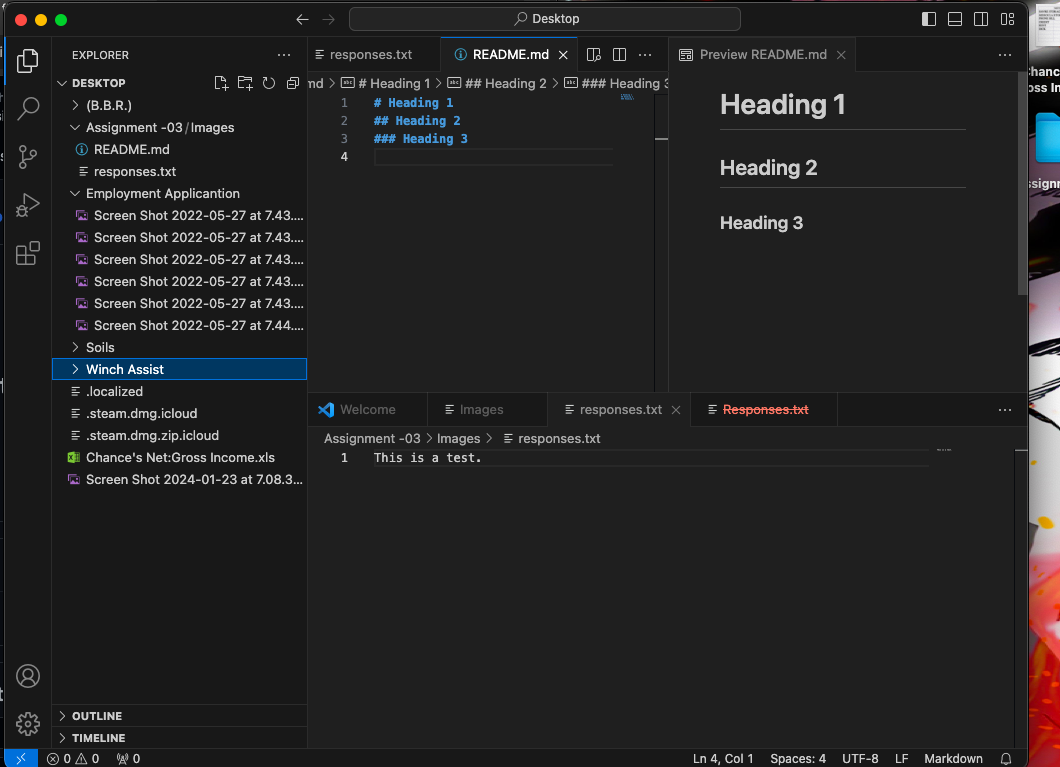 Desktop
EXPLORER
DESKTOP
(B.B.R.)
Assignment -03/Images
README.md
responses.txt
Employment Applicantion
Screen Shot 2022-05-27 at 7.43....
Screen Shot 2022-05-27 at 7.43....
Screen Shot 2022-05-27 at 7.43....
Screen Shot 2022-05-27 at 7.43....
Screen Shot 2022-05-27 at 7.43....
Screen Shot 2022-05-27 at 7.44....
Soils
Winch Assist
.localized
.steam.dmg.icloud
.steam.dmg.zip.icloud
Chance's Net:Gross Income.xls
Screen Shot 2024-01-23 at 7.08.3...
OUTLINE
TIMELINE
responses.txt README.md
md > # Heading 1 > ## Heading 2 > ### Heading 3
1 # Heading 1
2 ## Heading 2
3 ### Heading 3
4
Preview README.md
Heading 1
Heading 2
Heading 3
Welcome Images responses.txt Responses.txt
Assignment -03 > Images > responses.txt
1 This is a test.
0 0 0 Ln 4, Col 1 Spaces: 4 UTF-8 LF Markdown